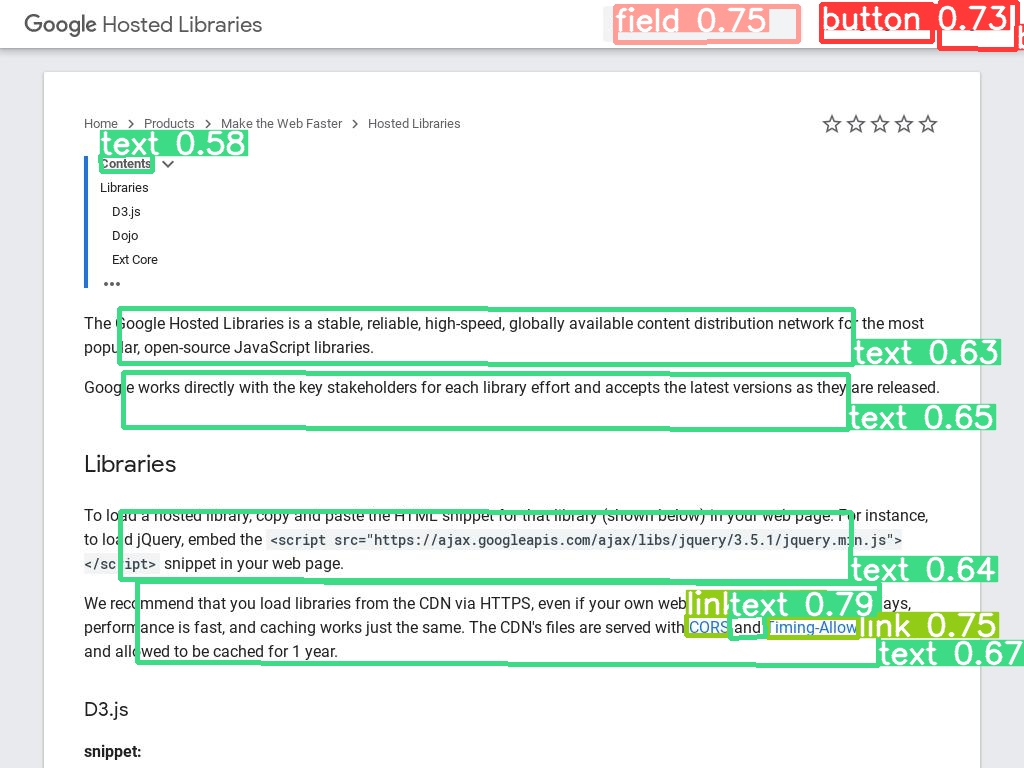 Google Hosted Libraries
field 0.75
button 0.73
Home > Products > Make the Web Faster > Hosted Libraries
text 0.58
Contents
Libraries
D3.js
Dojo
Ext Core
The Google Hosted Libraries is a stable, reliable, high-speed, globally available content distribution network for the most
popular, open-source JavaScript libraries.
text 0.63
Google works directly with the key stakeholders for each library effort and accepts the latest versions as they are released.
text 0.65
Libraries
To load a hosted library, copy and paste the HTML snippet for that library (shown below) in your web page. For instance,
to load jQuery, embed the <script src="https://ajax.googleapis.com/ajax/libs/jquery/3.5.1/jquery.min.js">
</script> snippet in your web page.
text 0.64
We recommend that you load libraries from the CDN via HTTPS, even if your own web
text 0.79
performance is fast, and caching works just the same. The CDN's files are served with CORS and Timing-Allow
link 0.75
and allowed to be cached for 1 year.
text 0.67
D3.js
snippet: